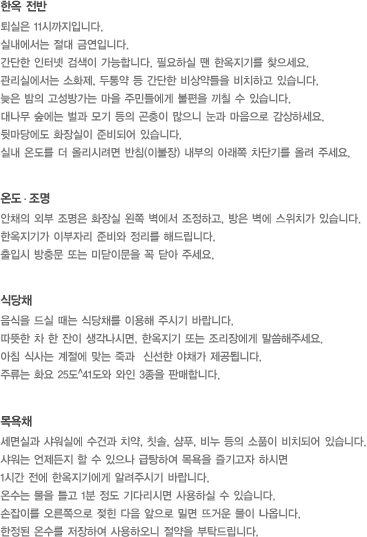 한옥 전반
퇴실은 11시까지입니다.
실내에서는 절대 금연입니다.
간단한 인터넷 검색이 가능합니다. 필요하실 땐 한옥지기를 찾으세요.
관리실에서는 소화제, 두통약 등 간단한 비상약들을 비치하고 있습니다.
늦은 밤의 고성방가는 마을 주민들에게 불편을 끼칠 수 있습니다.
대나무 숲에는 벌과 모기 등의 곤충이 많으니 눈과 마음으로 감상하세요.
뒷마당에도 화장실이 준비되어 있습니다.
실내 온도를 더 올리시려면 반침(이불장) 내부의 아래쪽 차단기를 올려 주세요.
온도 · 조명
안채의 외부 조명은 화장실 왼쪽 벽에서 조정하고, 방은 벽에 스위치가 있습니다.
한옥지기가 이부자리 준비와 정리를 해드립니다.
출입시 방충문 또는 미닫이문을 꼭 닫아 주세요.
식당채
음식을 드실 때는 식당채를 이용해 주시기 바랍니다.
따뜻한 차 한 잔이 생각나시면, 한옥지기 또는 조리장에게 말씀해주세요.
아침 식사는 계절에 맞는 죽과 신선한 야채가 제공됩니다.
주류는 화요 25도^41도와 와인 3종을 판매합니다.
목욕채
세면실과 샤워실에 수건과 치약, 칫솔, 샴푸, 비누 등의 소품이 비치되어 있습니다.
샤워는 언제든지 할 수 있으나 급탕하여 목욕을 즐기고자 하시면
1시간 전에 한옥지기에게 알려주시기 바랍니다.
온수는 물을 틀고 1분 정도 기다리시면 사용하실 수 있습니다.
손잡이를 오른쪽으로 젖힌 다음 앞으로 밀면 뜨거운 물이 나옵니다.
한정된 온수를 저장하여 사용하오니 절약을 부탁드립니다.